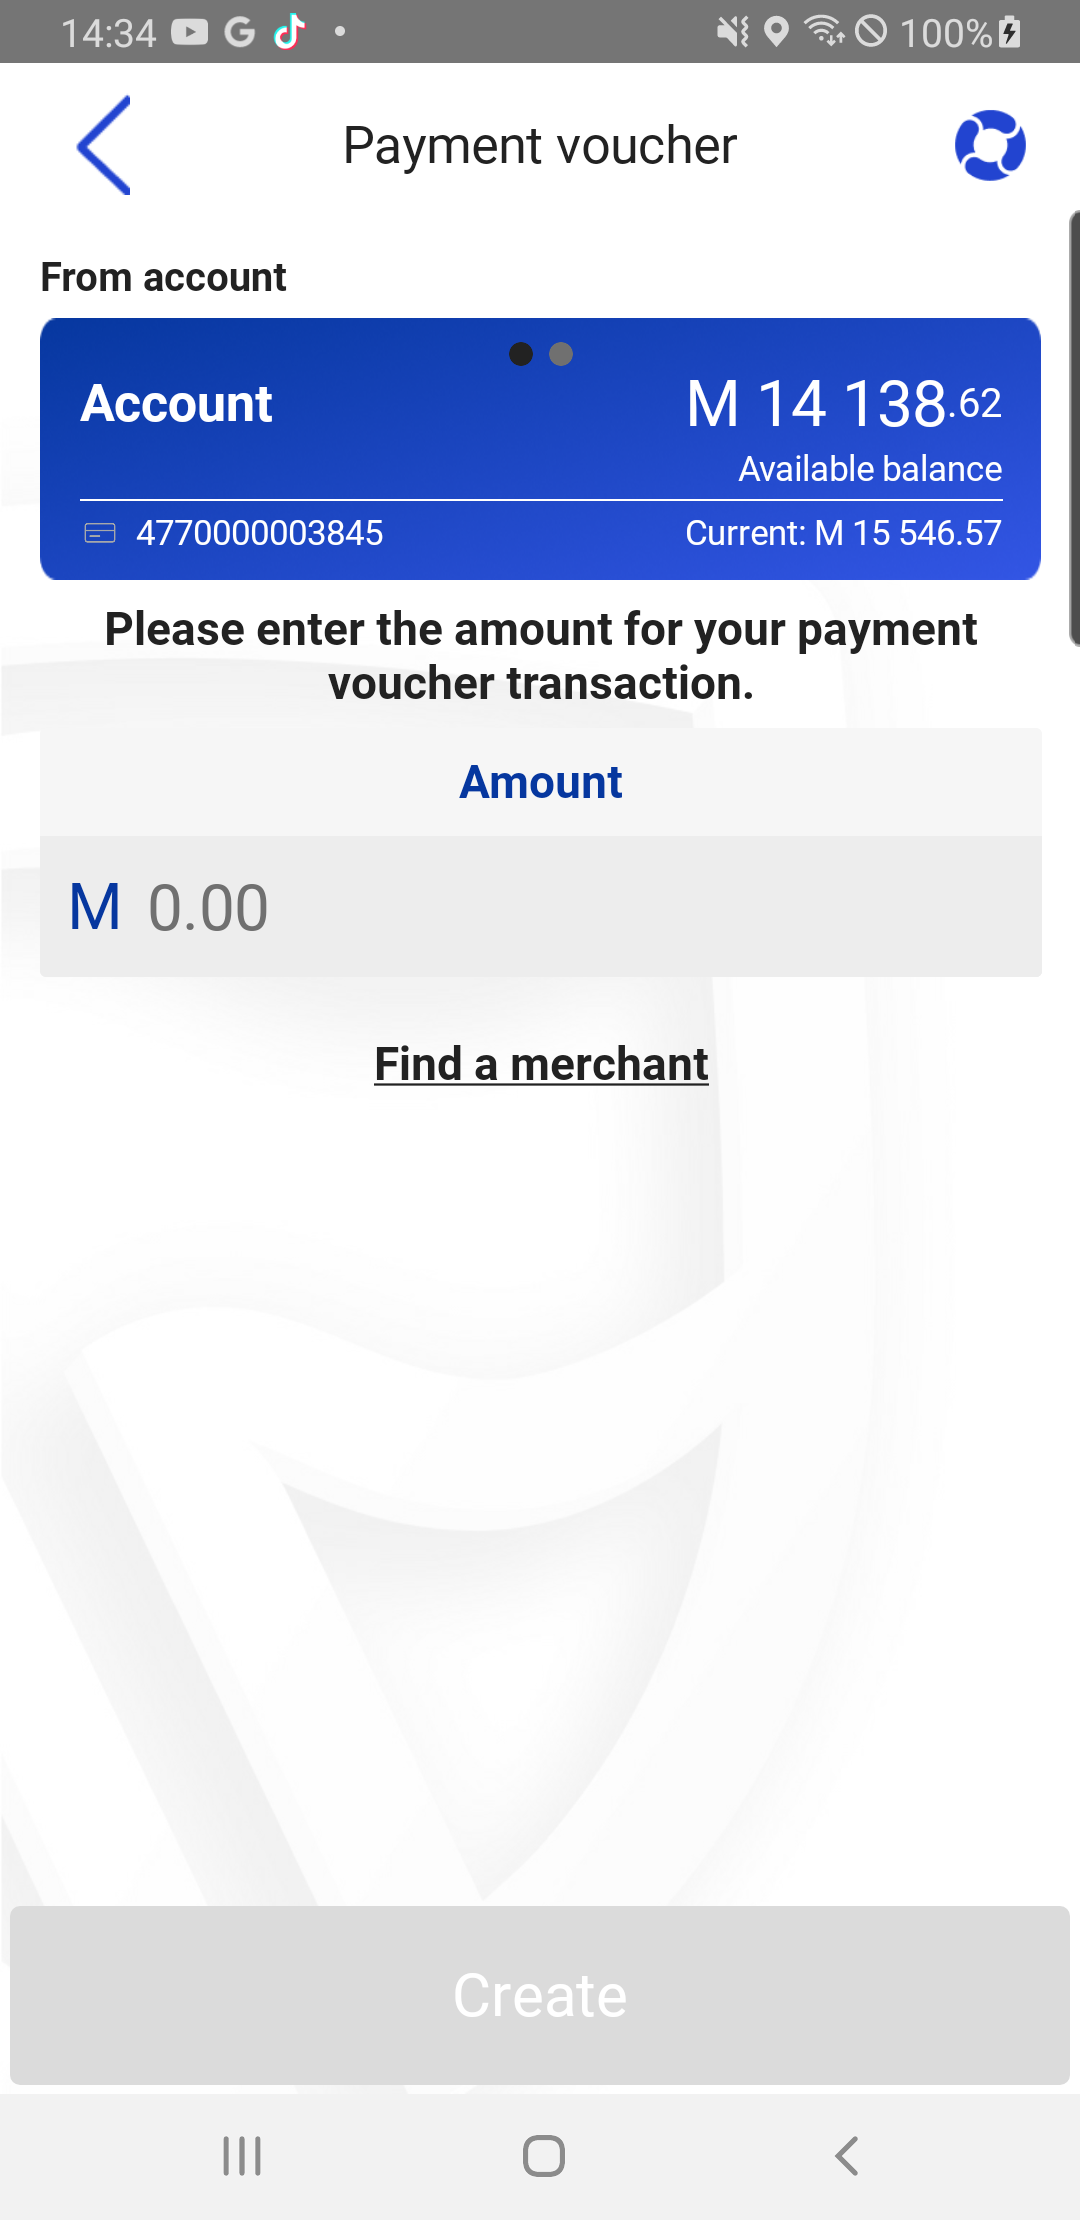 14:34
100%
Payment voucher
From account
Account
M 14 138.62
Available balance
4770000003845
Current: M 15 546.57
Please enter the amount for your payment
voucher transaction.
Amount
M 0.00
Find a merchant
Create